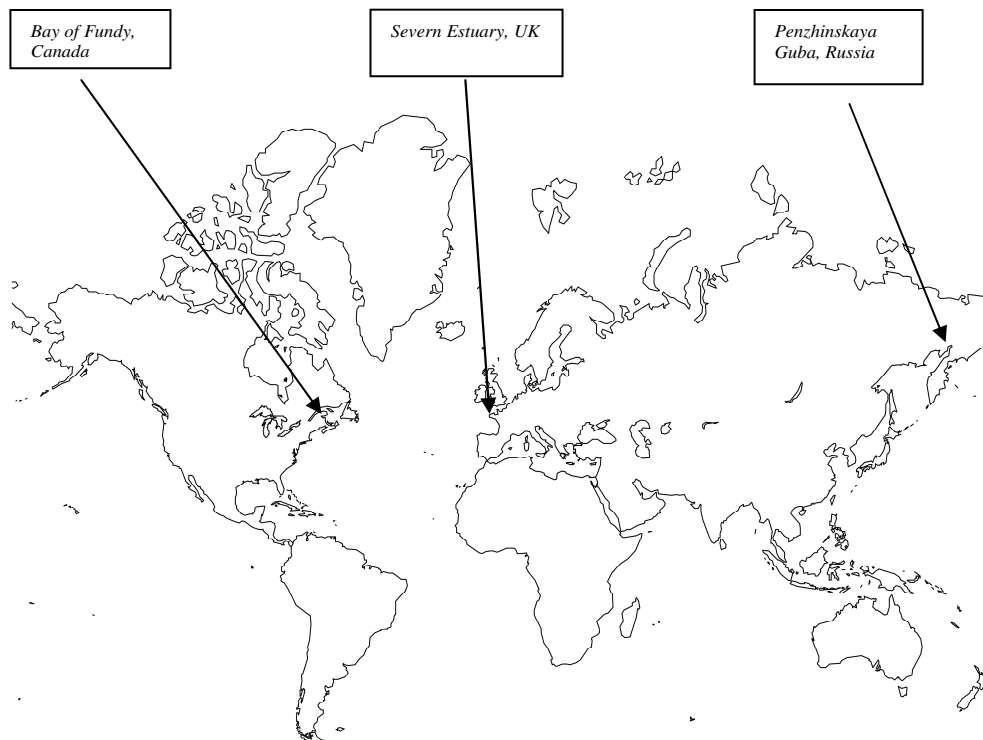 Bay of Fundy,
Canada
Severn Estuary, UK
Penzhinskaya
Guba, Russia